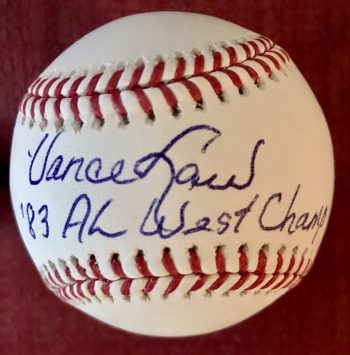 Vance Law
'83 AL West Champ